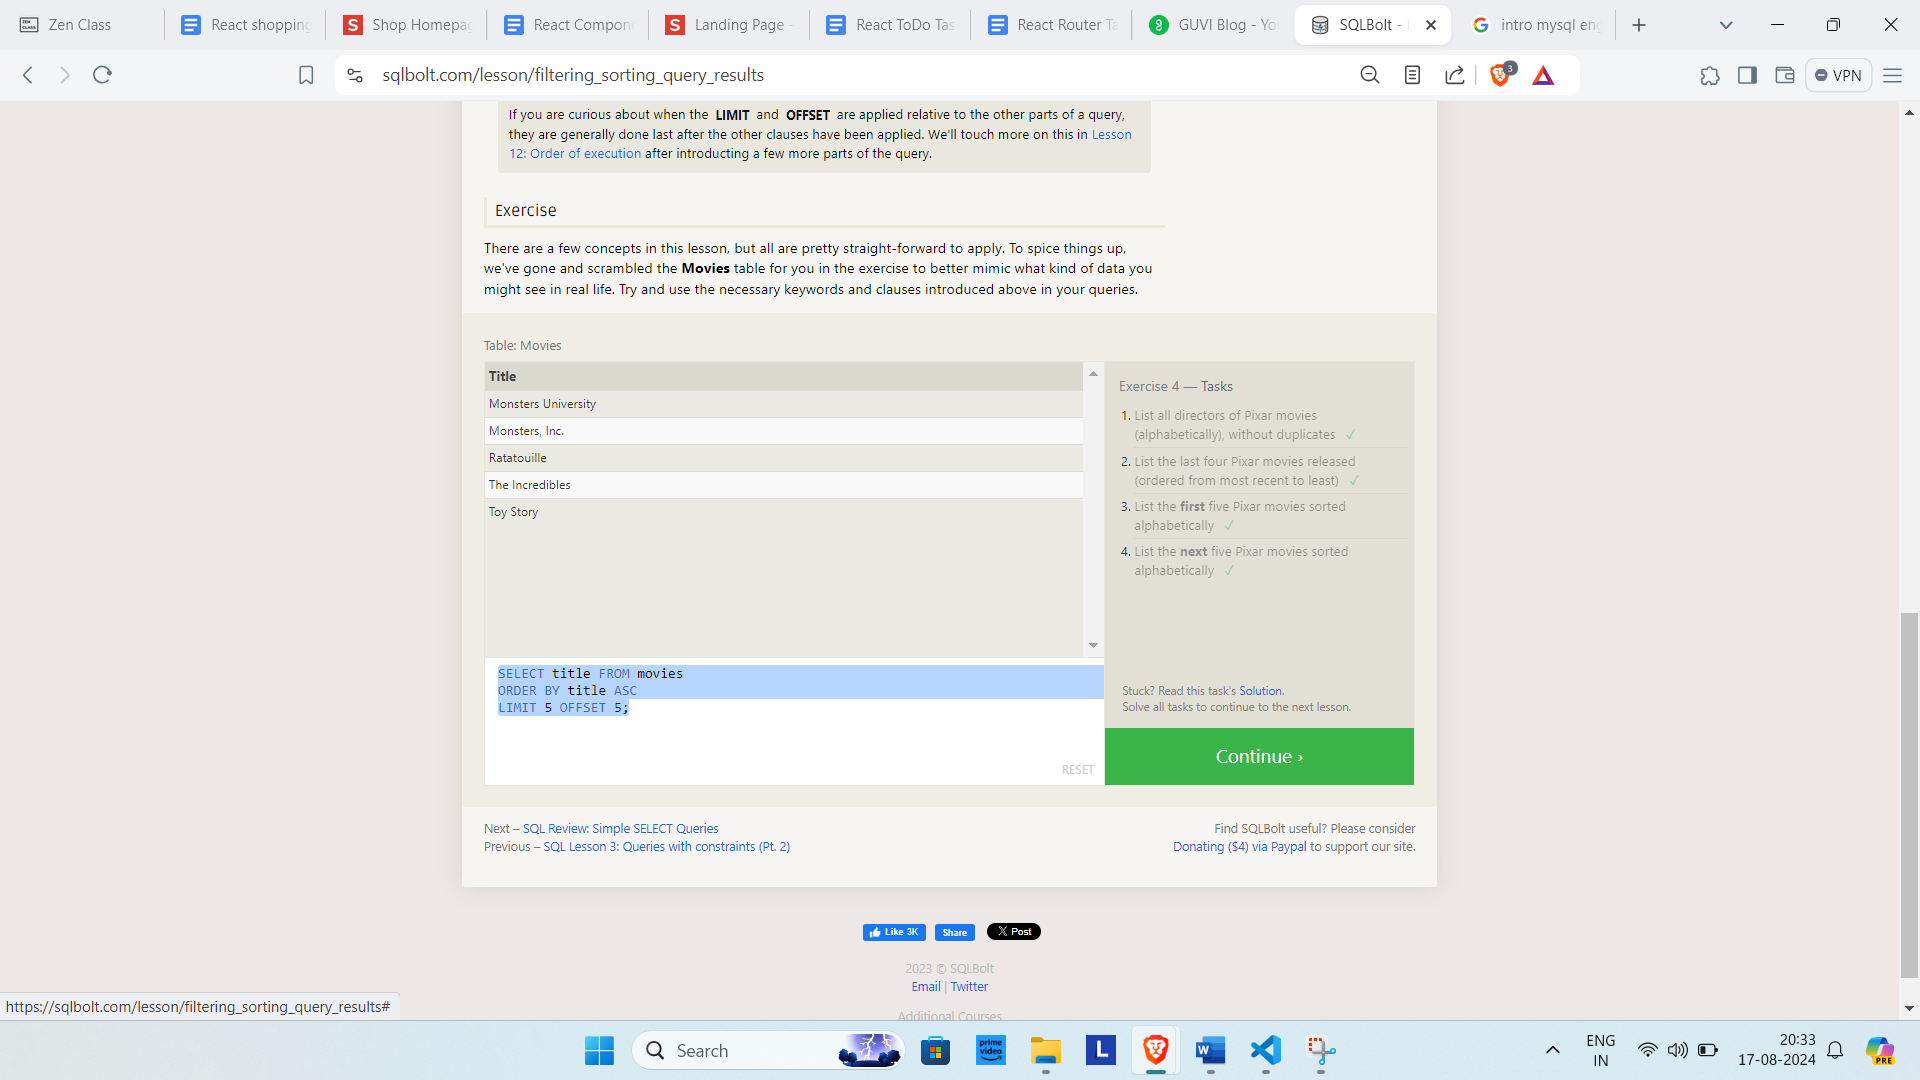 Zen Class
React shopping
Shop Homepag
React Compon
Landing Page -
React ToDo Tas
React Router Ta
GUVI Blog - Yo
SQLBolt -
intro mysql eng
sqlbolt.com/lesson/filtering_sorting_query_results
3
VPN
If you are curious about when the LIMIT and OFFSET are applied relative to the other parts of a query,
they are generally done last after the other clauses have been applied. We'll touch more on this in Lesson
12: Order of execution after introducting a few more parts of the query.
Exercise
There are a few concepts in this lesson, but all are pretty straight-forward to apply. To spice things up,
we've gone and scrambled the Movies table for you in the exercise to better mimic what kind of data you
might see in real life. Try and use the necessary keywords and clauses introduced above in your queries.
Table: Movies
Title
Monsters University
Monsters, Inc.
Ratatouille
The Incredibles
Toy Story
SELECT title FROM movies
ORDER BY title ASC
LIMIT 5 OFFSET 5;
RESET
Exercise 4 — Tasks
1. List all directors of Pixar movies
(alphabetically), without duplicates ✓
2. List the last four Pixar movies released
(ordered from most recent to least) ✓
3. List the first five Pixar movies sorted
alphabetically ✓
4. List the next five Pixar movies sorted
alphabetically ✓
Stuck? Read this task's Solution.
Solve all tasks to continue to the next lesson.
Continue ›
Next – SQL Review: Simple SELECT Queries
Previous – SQL Lesson 3: Queries with constraints (Pt. 2)
Find SQLBolt useful? Please consider
Donating ($4) via Paypal to support our site.
Like 3K
Share
X Post
2023 © SQLBolt
Email | Twitter
Additional Courses
https://sqlbolt.com/lesson/filtering_sorting_query_results#
Search
prime video
L
W
ENG
IN
20:33
17-08-2024
PRE